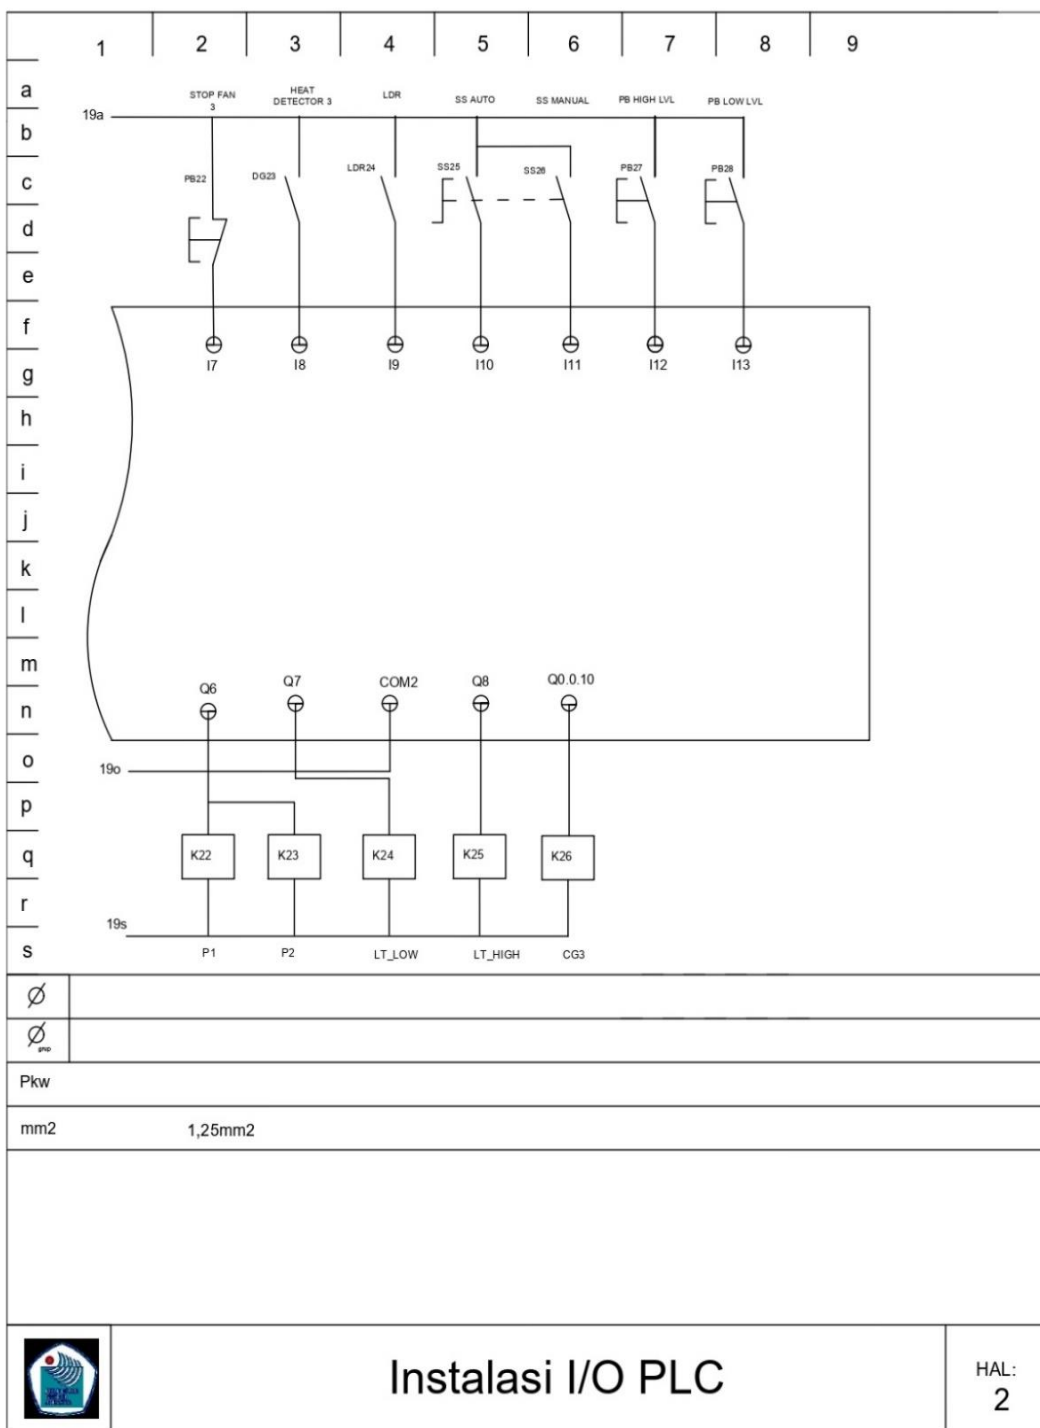 1 2 3 4 5 6 7 8 9
a
STOP FAN
3
HEAT
DETECTOR 3
LDR
SS AUTO
SS MANUAL
PB HIGH LVL
PB LOW LVL
19a
b
c
PB22
DG23
LDR24
SS25
SS26
PB27
PB28
d
e
f
I7 I8 I9 I10 I11 I12 I13
g
h
i
j
k
l
m
Q6 Q7 COM2 Q8 Q0.0.10
n
o
19o
p
q
K22 K23 K24 K25 K26
r
19s
s
P1 P2 LT_LOW LT_HIGH CG3
Ø
Ø grup
Pkw
mm2 1,25mm2
Instalasi I/O PLC
HAL:
2